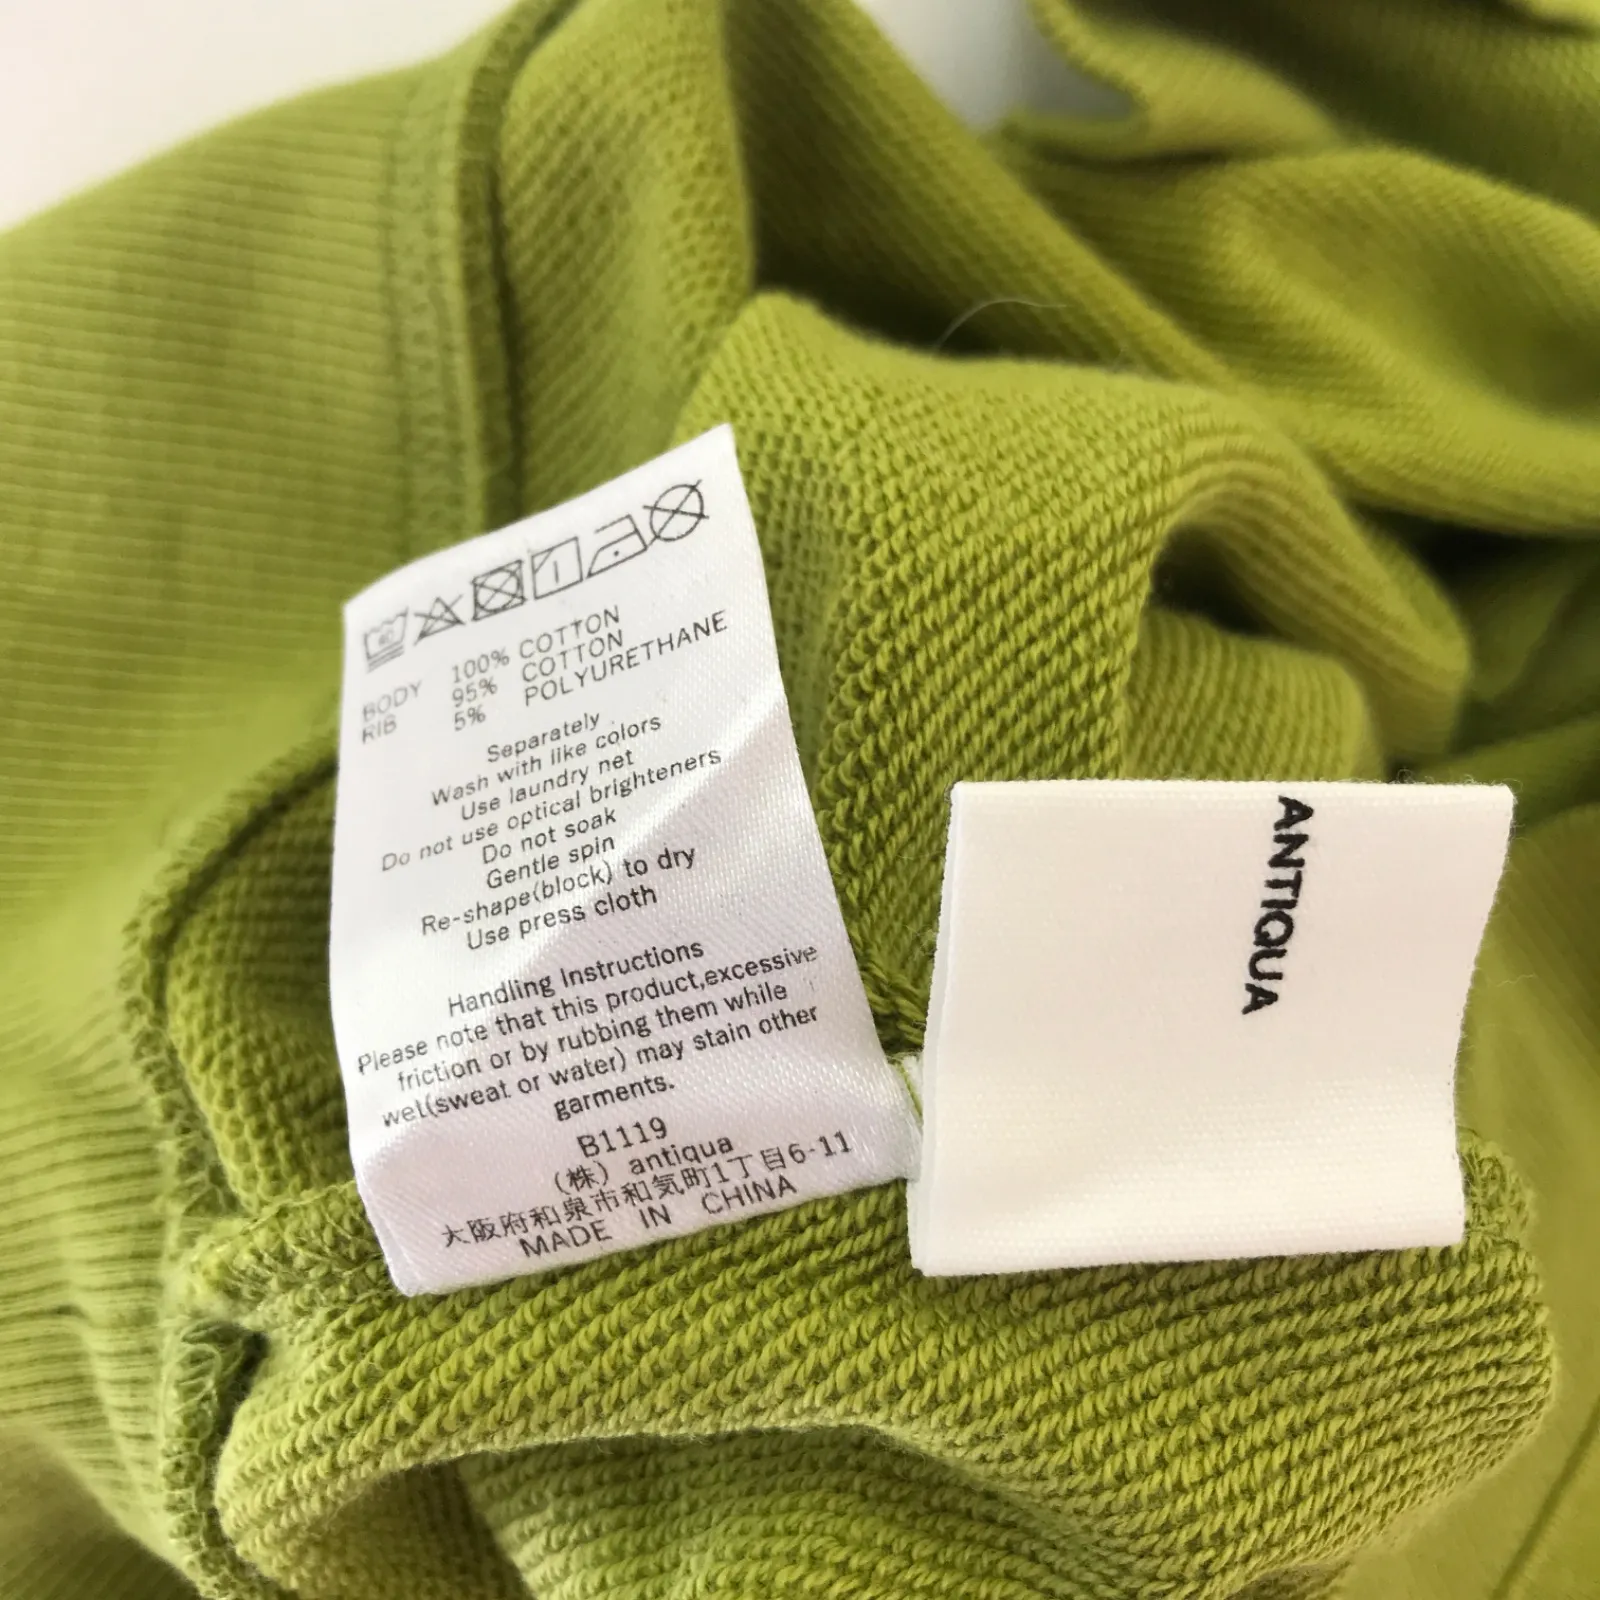 40
BODY 100% COTTON
RIB 95% COTTON
5% POLYURETHANE
Separately
Wash with like colors
Use laundry net
Do not use optical brighteners
Do not soak
Gentle spin
Re-shape(block) to dry
Use press cloth
Handling Instructions
Please note that this product,excessive
friction or by rubbing them while
wet(sweat or water) may stain other
garments.
B1119
(株) antiqua
大阪府和泉市和気町1丁目6-11
MADE IN CHINA
ANTIQUA